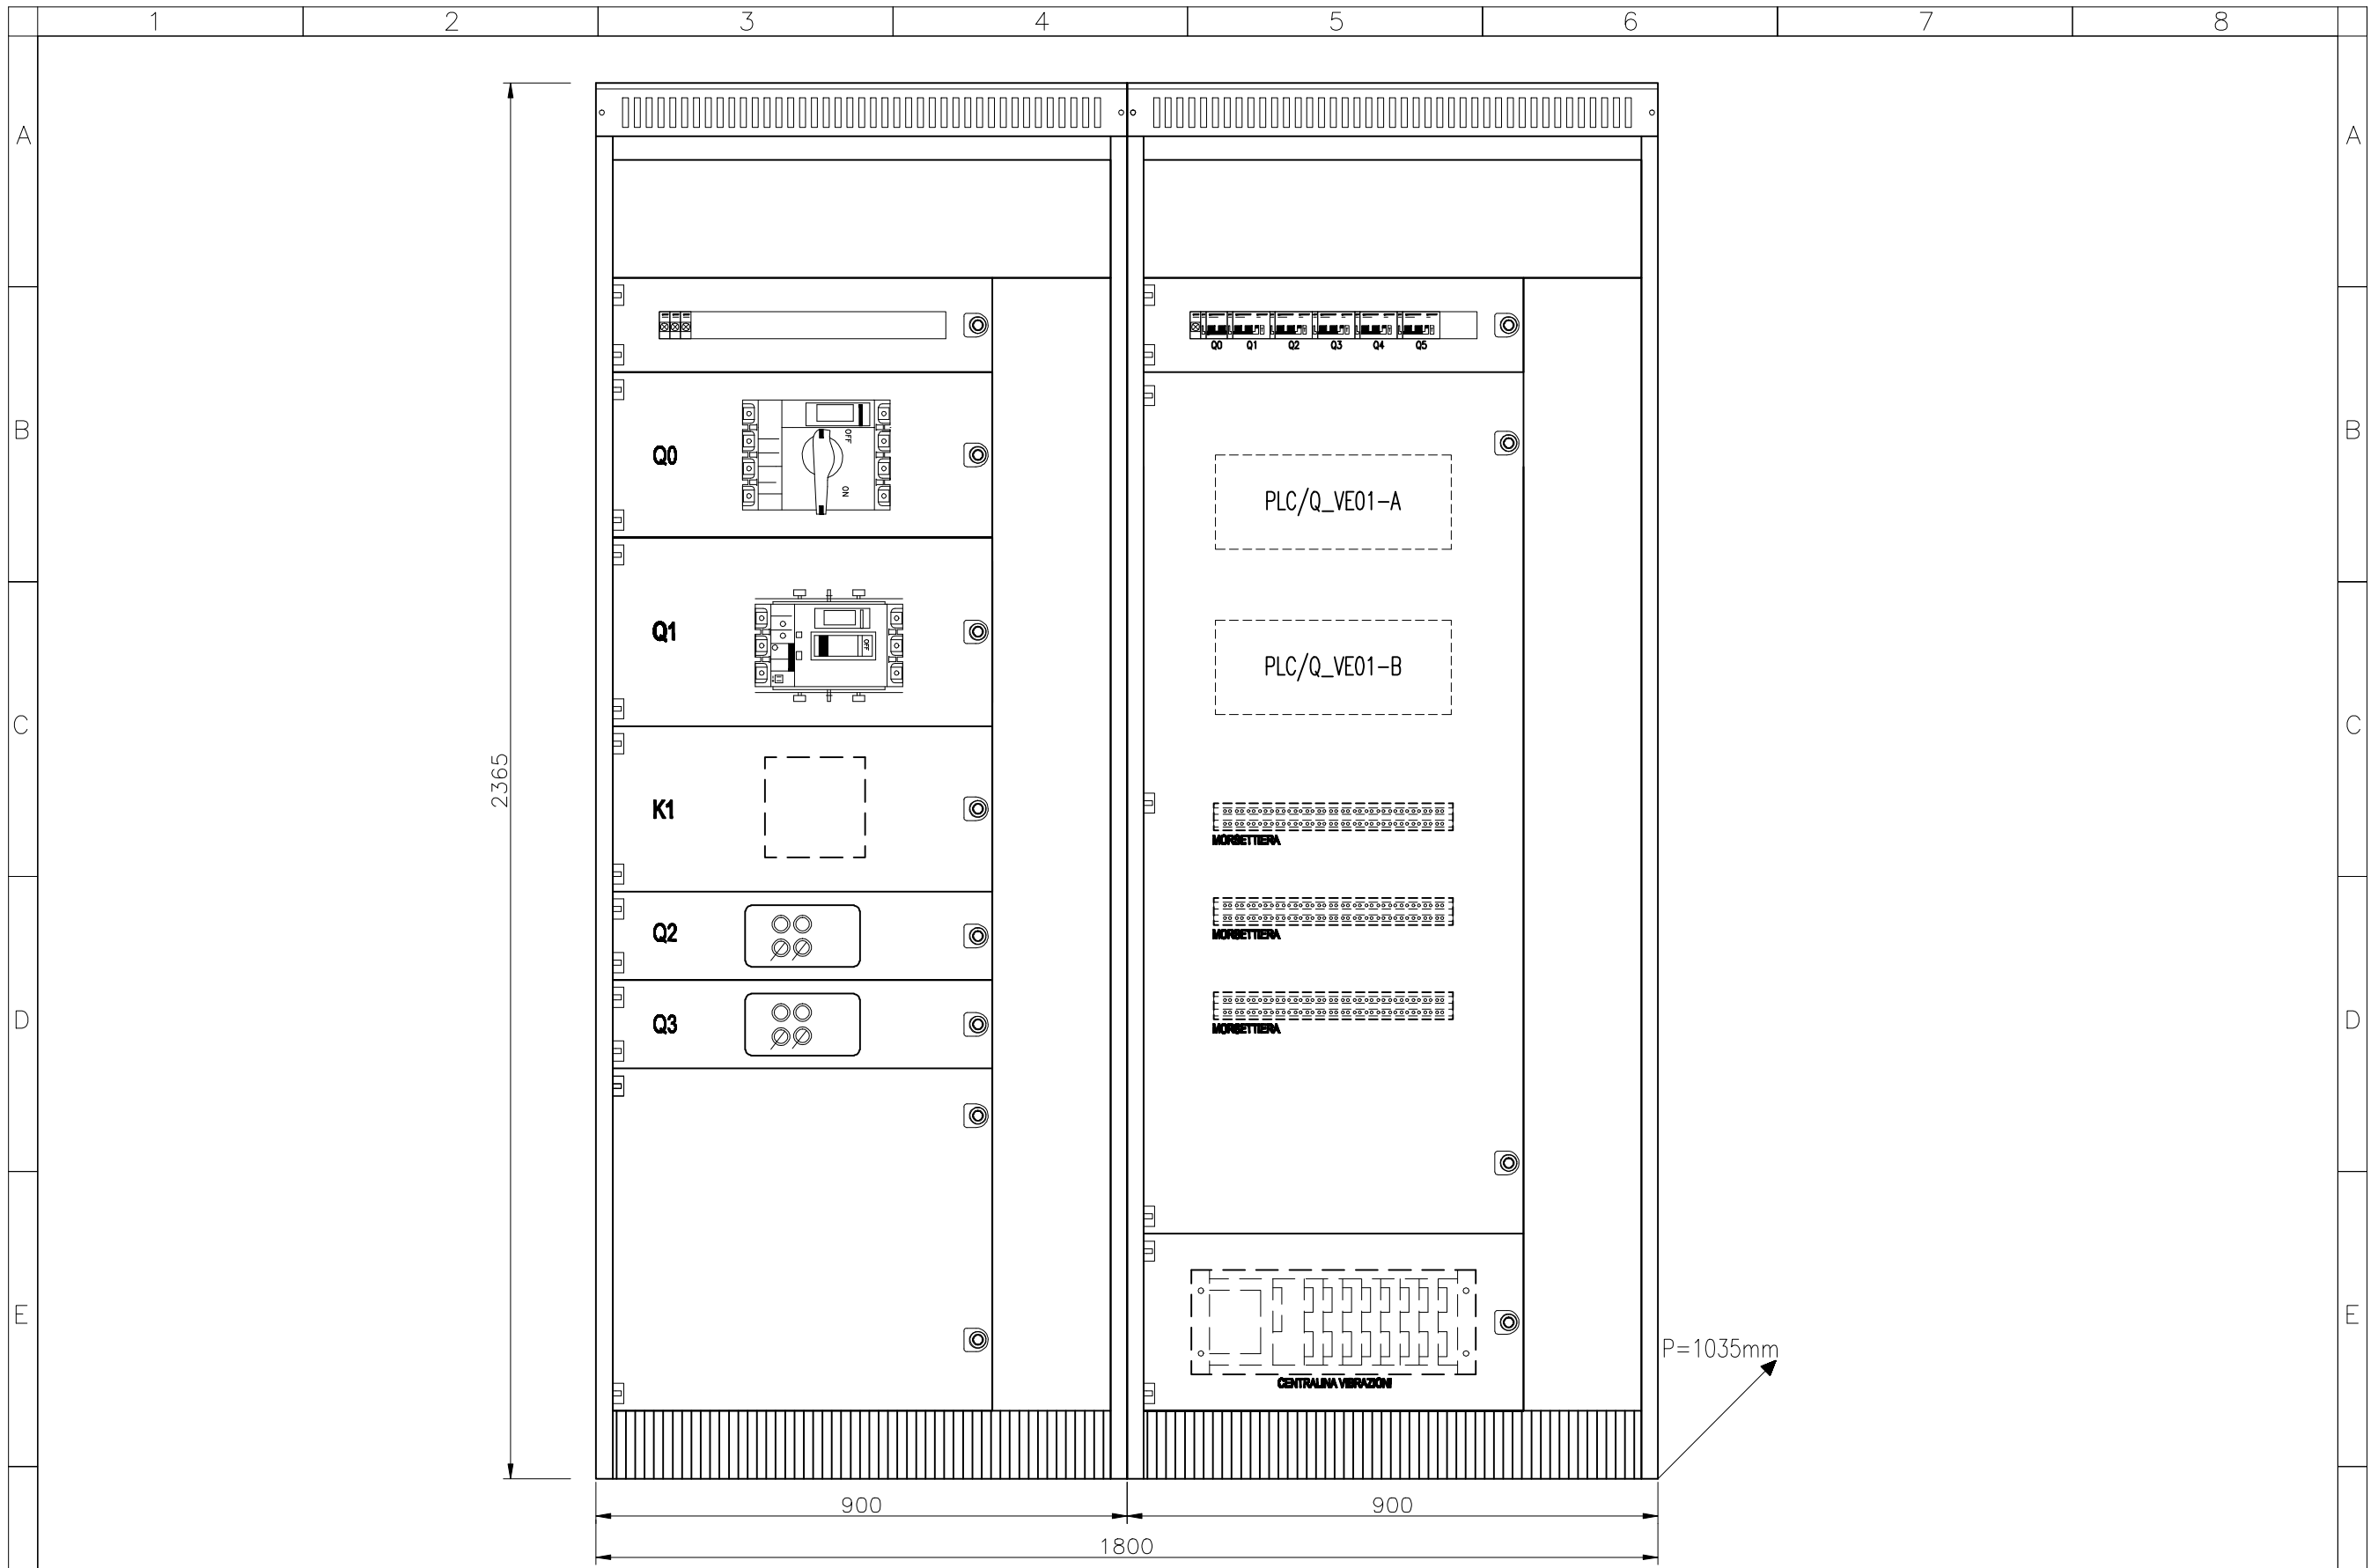 1 2 3 4 5 6 7 8
A A
Q0 Q1 Q2 Q3 Q4 Q5
OFF
B B
Q0
ON
PLC/Q_VE01-A
Q1
OFF
PLC/Q_VE01-B
C C
2365
K1
MORSETTIERA
Q2
MORSETTIERA
D D
Q3
MORSETTIERA
E E
P=1035mm
CENTRALINA VIBRAZIONI
900 900
1800